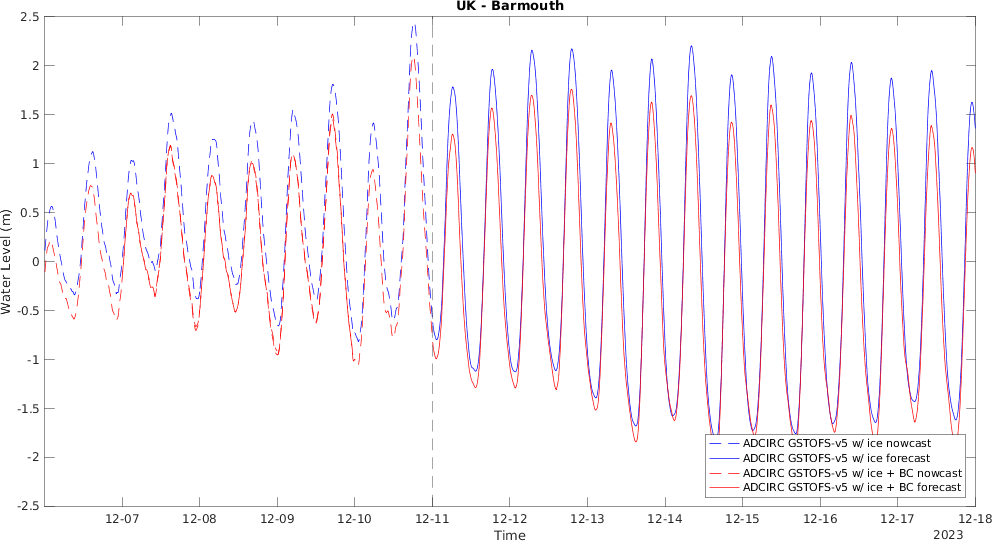 UK - Barmouth
2.5
2
1.5
1
0.5
0
-0.5
-1
-1.5
-2
-2.5
Water Level (m)
ADCIRC GSTOFS-v5 w/ ice nowcast
ADCIRC GSTOFS-v5 w/ ice forecast
ADCIRC GSTOFS-v5 w/ ice + BC nowcast
ADCIRC GSTOFS-v5 w/ ice + BC forecast
12-07 12-08 12-09 12-10 12-11 12-12 12-13 12-14 12-15 12-16 12-17 12-18
Time
2023